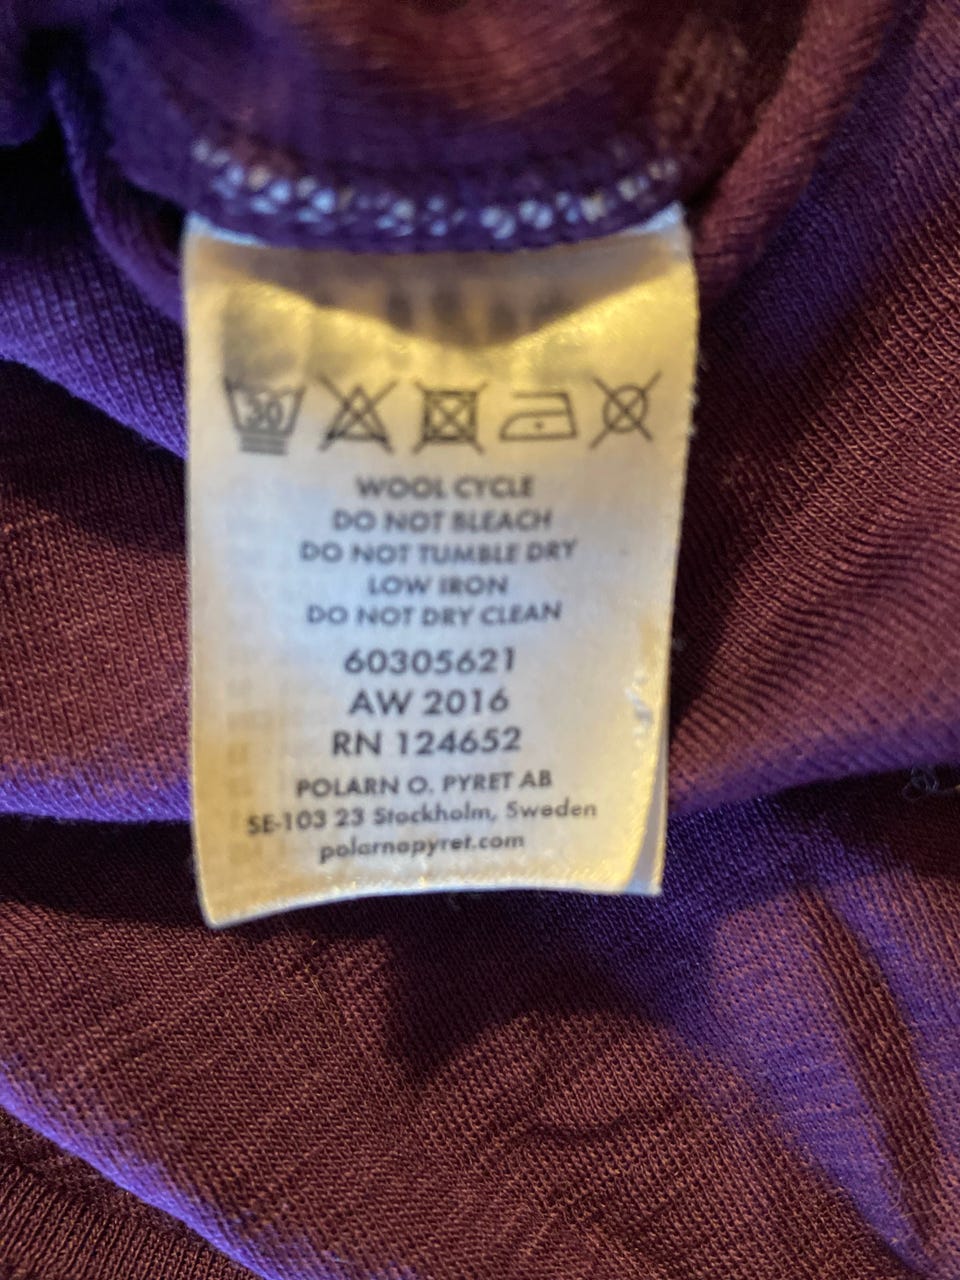 30
WOOL CYCLE
DO NOT BLEACH
DO NOT TUMBLE DRY
LOW IRON
DO NOT DRY CLEAN
60305621
AW 2016
RN 124652
POLARN O. PYRET AB
SE-103 23 Stockholm, Sweden
polarnopyret.com